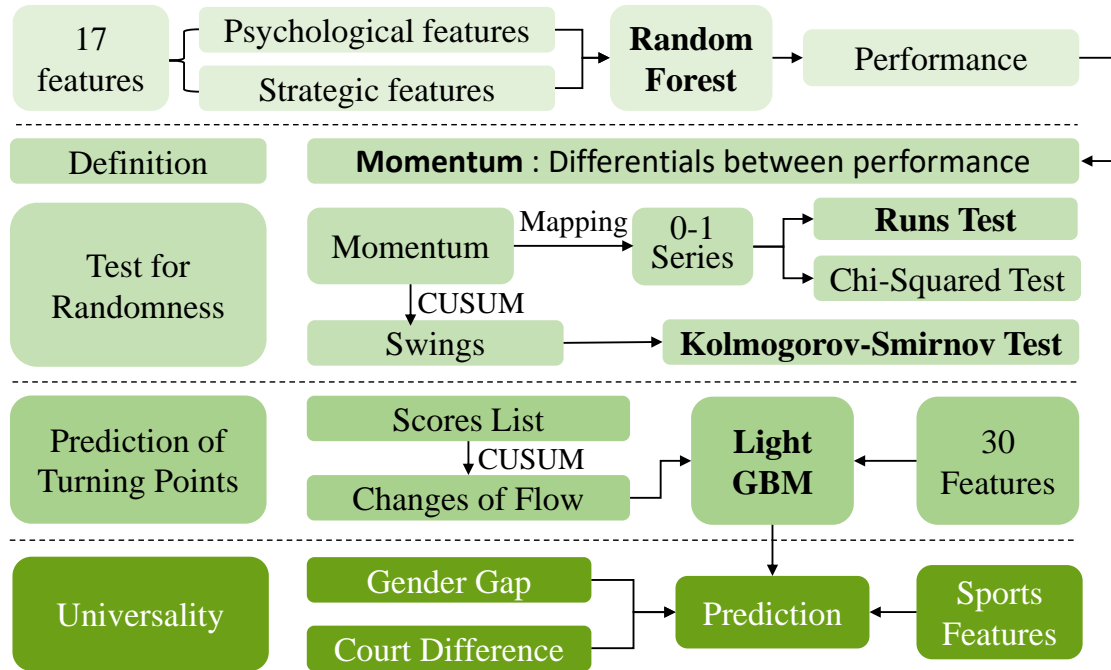 17
features
Psychological features
Strategic features
Random
Forest
Performance
Definition
Momentum : Differentials between performance
Test for
Randomness
Momentum
Mapping
0-1
Series
Runs Test
Chi-Squared Test
CUSUM
Swings
Kolmogorov-Smirnov Test
Prediction of
Turning Points
Scores List
CUSUM
Changes of Flow
Light
GBM
30
Features
Universality
Gender Gap
Court Difference
Prediction
Sports
Features